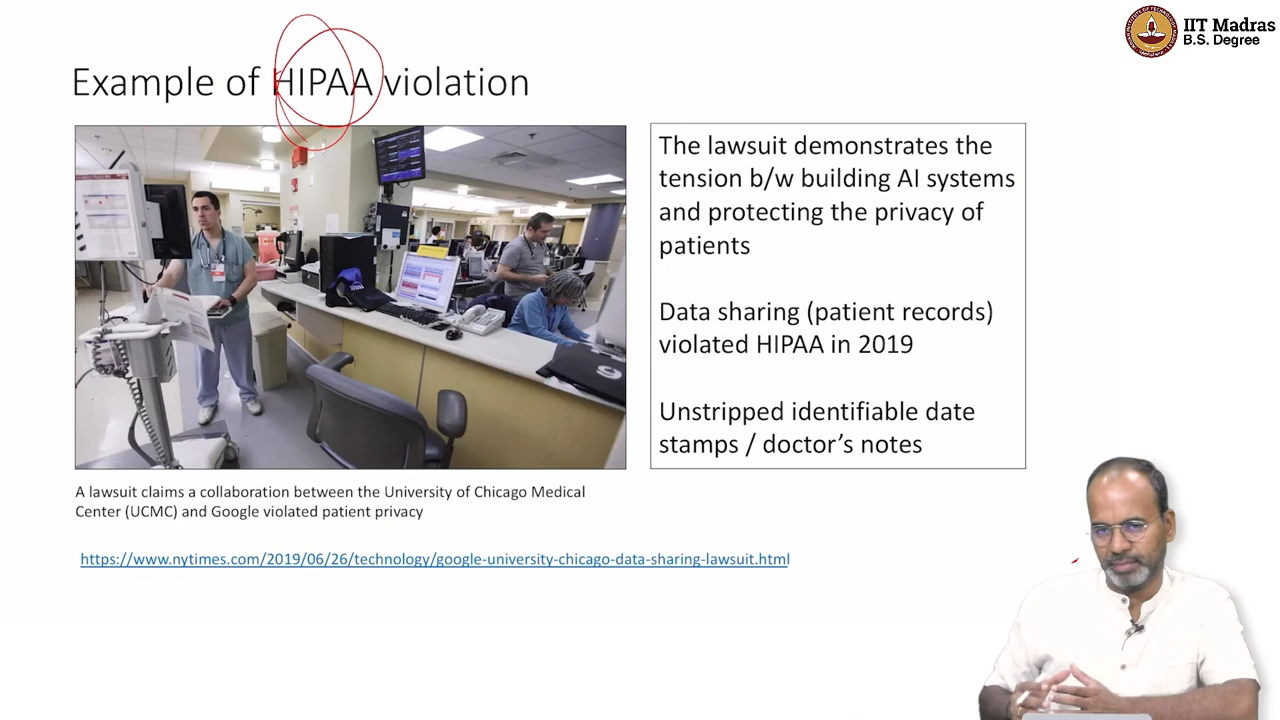 IIT Madras
B.S. Degree
Example of HIPAA violation
The lawsuit demonstrates the
tension b/w building AI systems
and protecting the privacy of
patients
Data sharing (patient records)
violated HIPAA in 2019
Unstripped identifiable date
stamps / doctor's notes
A lawsuit claims a collaboration between the University of Chicago Medical
Center (UCMC) and Google violated patient privacy
https://www.nytimes.com/2019/06/26/technology/google-university-chicago-data-sharing-lawsuit.html